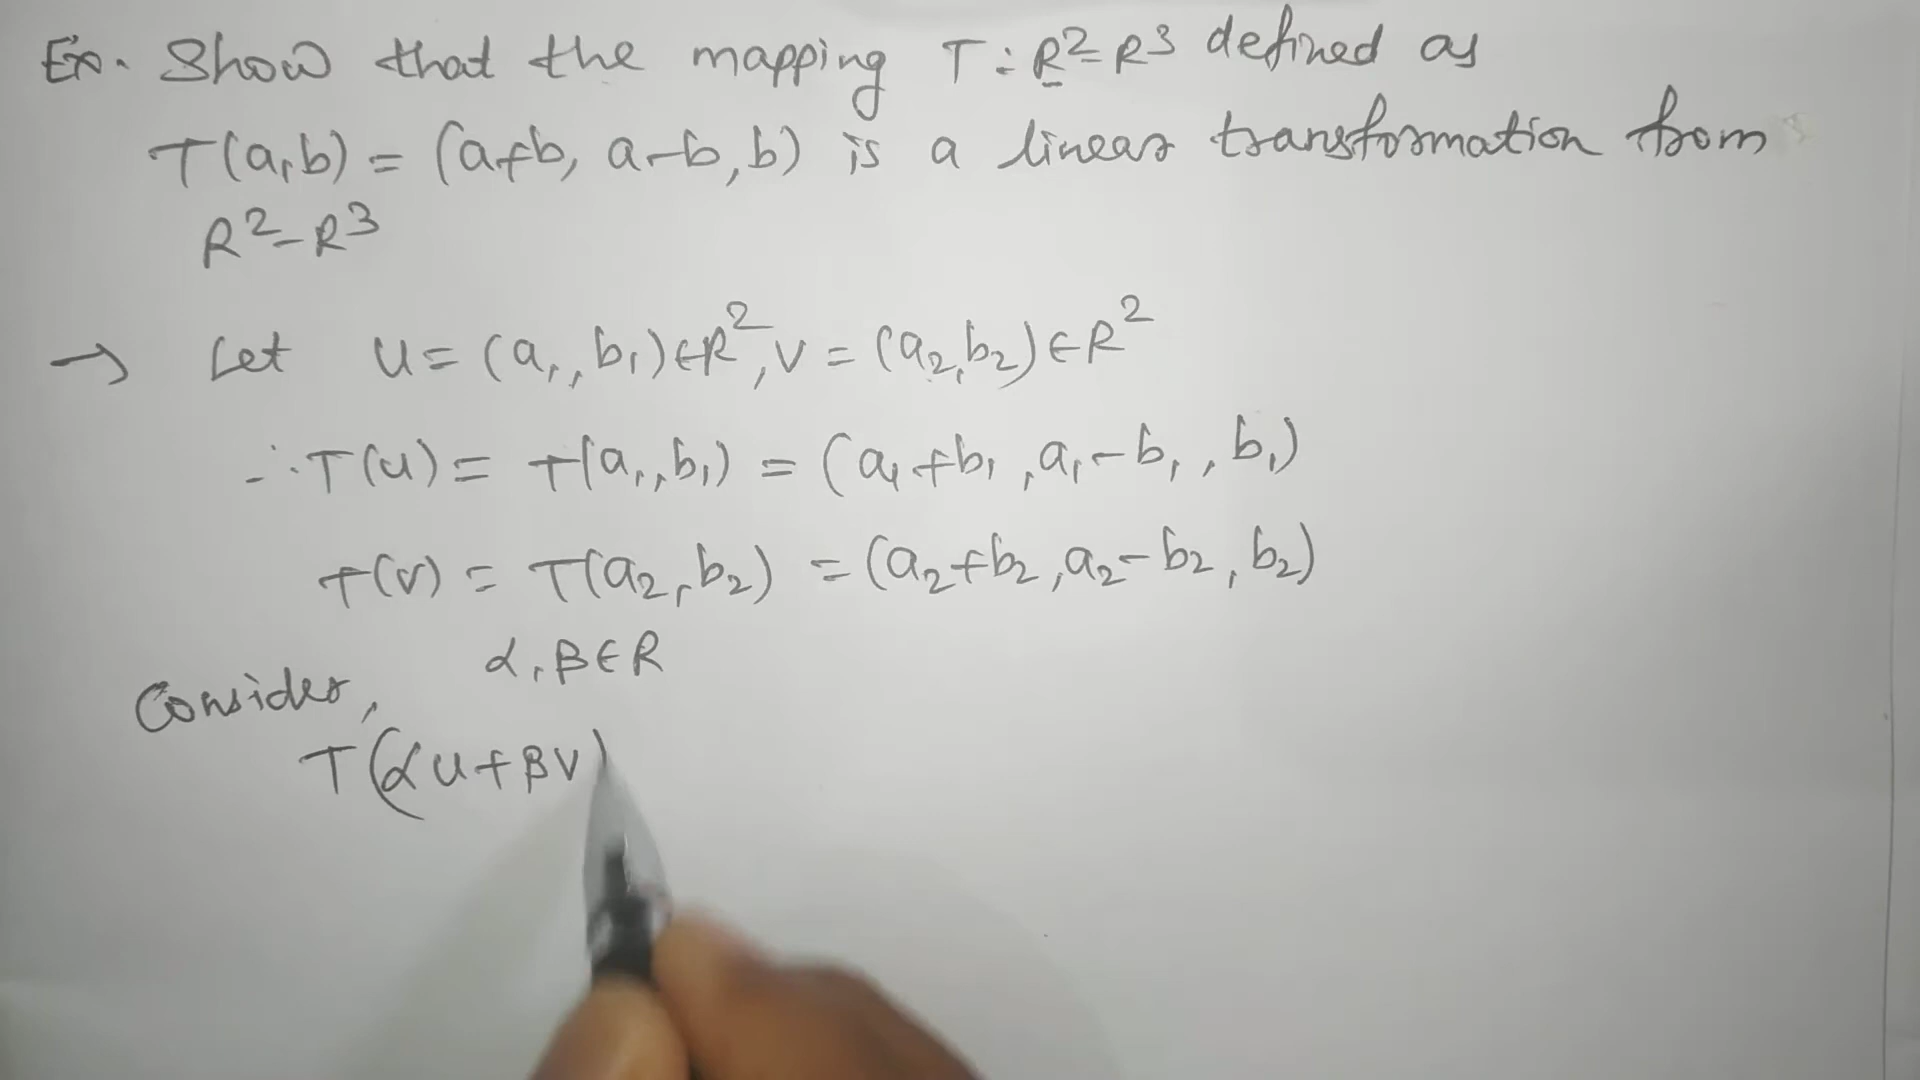 Ex. Show that the mapping T: R²-R³ defined as
T(a,b) = (a+b, a-b, b) is a linear transformation from
R²-R³
→ Let u = (a₁, b₁) ∈ R², v = (a₂, b₂) ∈ R²
∴ T(u) = T(a₁, b₁) = (a₁+b₁, a₁-b₁, b₁)
T(v) = T(a₂, b₂) = (a₂+b₂, a₂-b₂, b₂)
α, β ∈ R
Consider,
T(αu+βv)